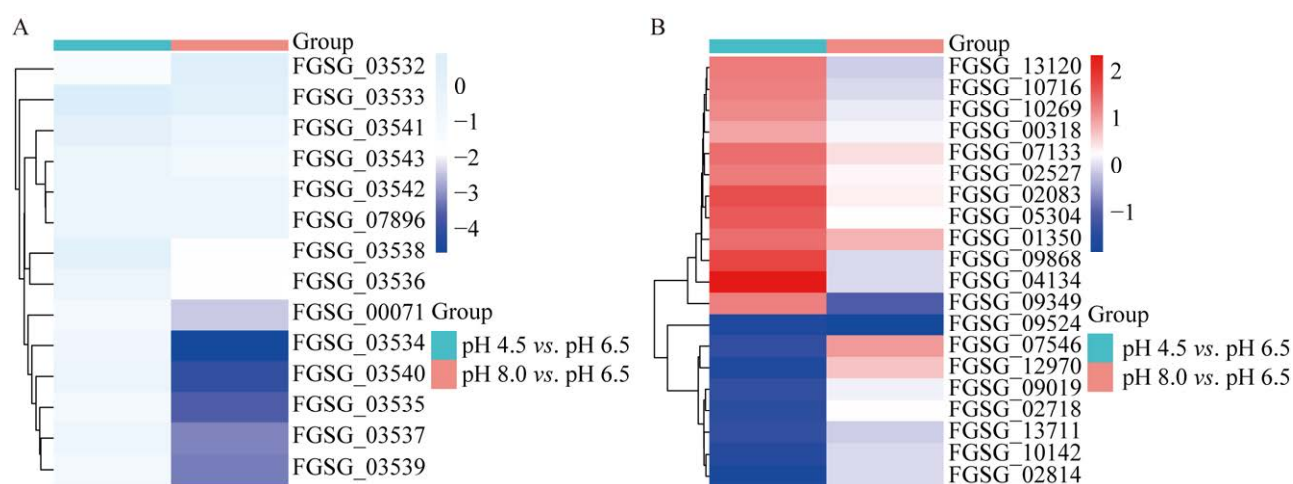 A
Group
FGSG_03532
FGSG_03533
FGSG_03541
FGSG_03543
FGSG_03542
FGSG_07896
FGSG_03538
FGSG_03536
FGSG_00071
FGSG_03534
FGSG_03540
FGSG_03535
FGSG_03537
FGSG_03539
0
−1
−2
−3
−4
Group
pH 4.5 vs. pH 6.5
pH 8.0 vs. pH 6.5
B
Group
FGSG_13120
FGSG_10716
FGSG_10269
FGSG_00318
FGSG_07133
FGSG_02527
FGSG_02083
FGSG_05304
FGSG_01350
FGSG_09868
FGSG_04134
FGSG_09349
FGSG_09524
FGSG_07546
FGSG_12970
FGSG_09019
FGSG_02718
FGSG_13711
FGSG_10142
FGSG_02814
2
1
0
−1
Group
pH 4.5 vs. pH 6.5
pH 8.0 vs. pH 6.5